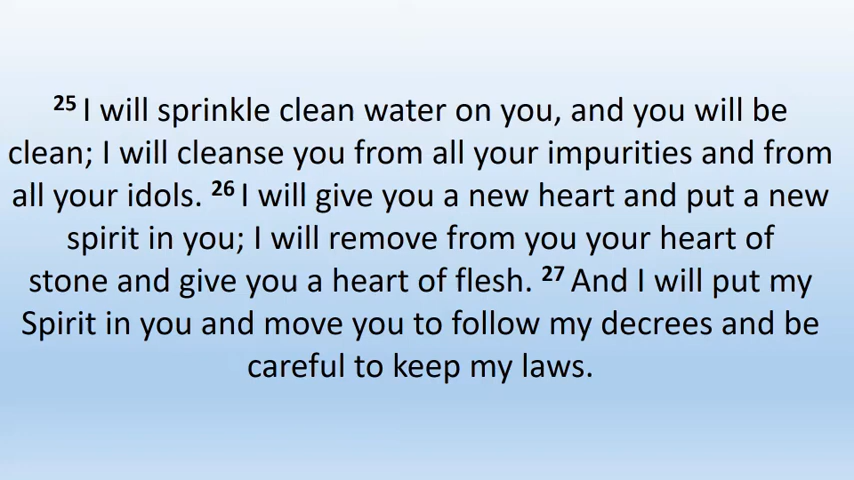 25 I will sprinkle clean water on you, and you will be
clean; I will cleanse you from all your impurities and from
all your idols. 26 I will give you a new heart and put a new
spirit in you; I will remove from you your heart of
stone and give you a heart of flesh. 27 And I will put my
Spirit in you and move you to follow my decrees and be
careful to keep my laws.